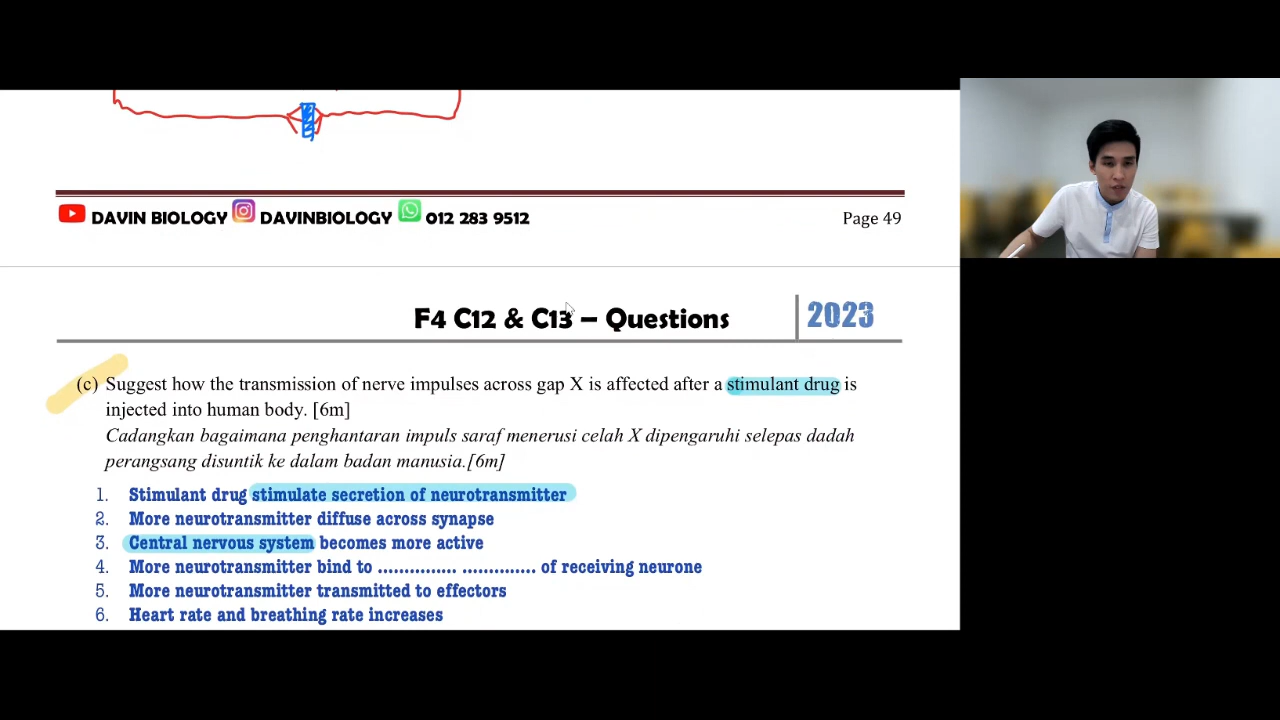 DAVIN BIOLOGY DAVINBIOLOGY 012 283 9512
Page 49
F4 C12 & C13 – Questions
2023
(c) Suggest how the transmission of nerve impulses across gap X is affected after a stimulant drug is
injected into human body. [6m]
Cadangkan bagaimana penghantaran impuls saraf menerusi celah X dipengaruhi selepas dadah
perangsang disuntik ke dalam badan manusia.[6m]
1. Stimulant drug stimulate secretion of neurotransmitter
2. More neurotransmitter diffuse across synapse
3. Central nervous system becomes more active
4. More neurotransmitter bind to ............... .............. of receiving neurone
5. More neurotransmitter transmitted to effectors
6. Heart rate and breathing rate increases